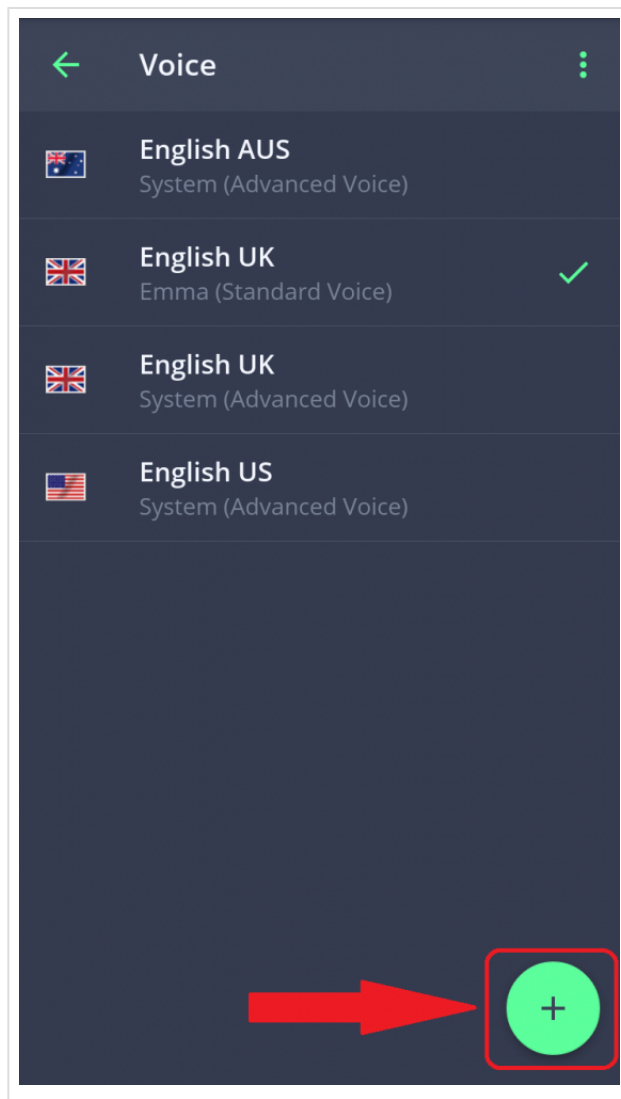 Voice
English AUS
System (Advanced Voice)
English UK
Emma (Standard Voice)
English UK
System (Advanced Voice)
English US
System (Advanced Voice)